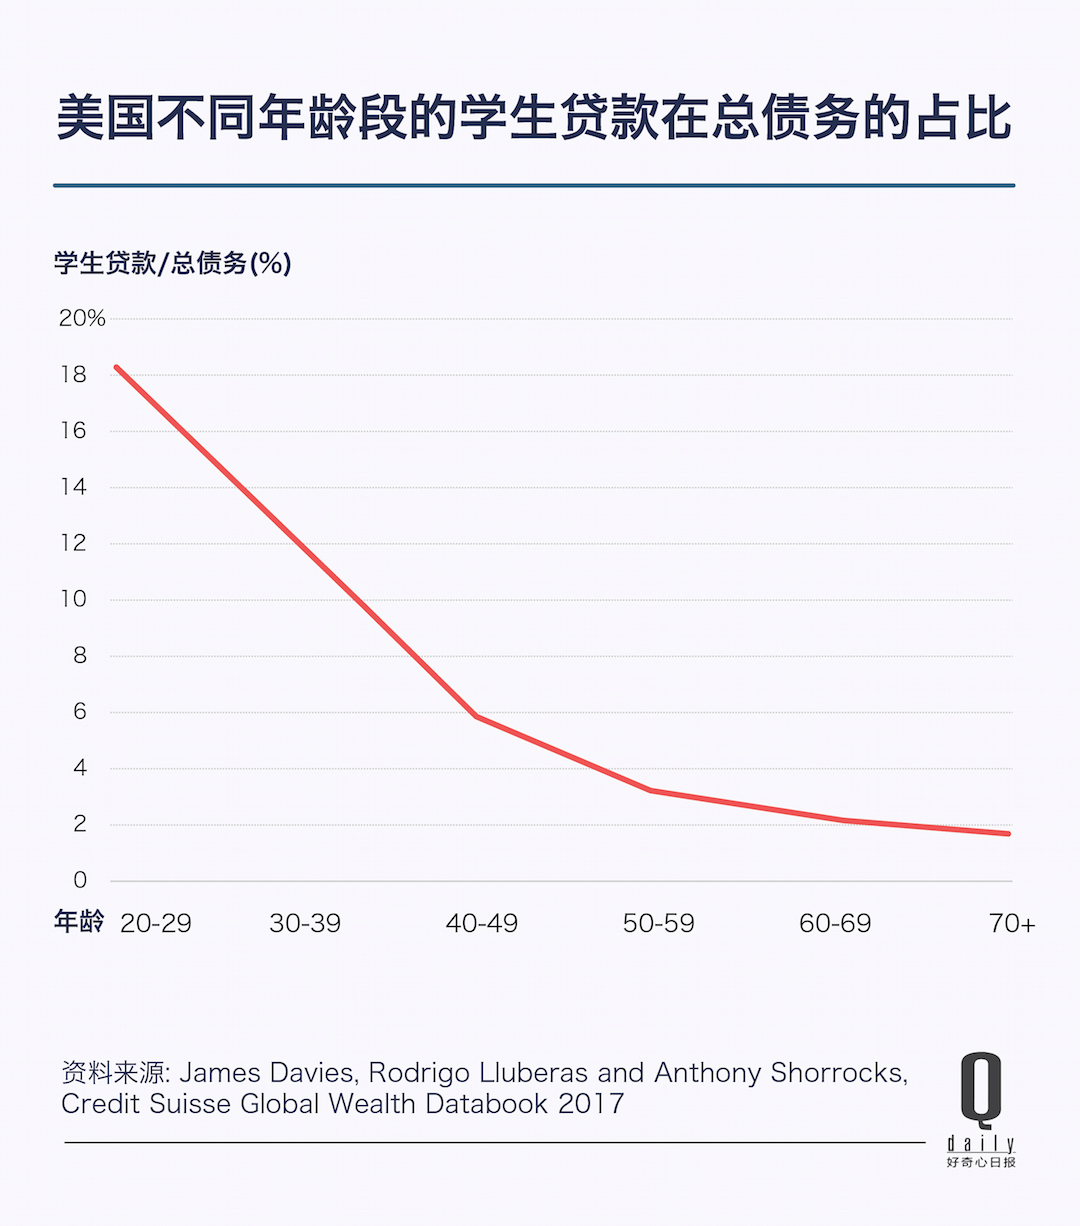 美国不同年龄段的学生贷款在总债务的占比
学生贷款/总债务(%)
20%
18
16
14
12
10
8
6
4
2
0
年龄 20-29 30-39 40-49 50-59 60-69 70+
资料来源: James Davies, Rodrigo Lluberas and Anthony Shorrocks,
Credit Suisse Global Wealth Databook 2017
Q
daily
好奇心日报